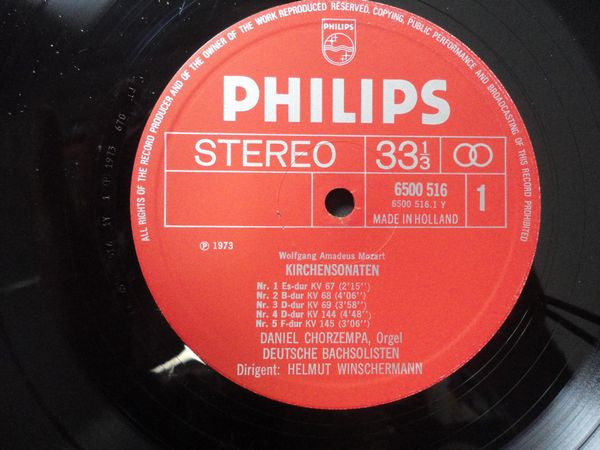 ALL RIGHTS OF THE RECORD PRODUCER AND OF THE OWNER OF THE WORK REPRODUCED RESERVED. COPYING, PUBLIC PERFORMANCE AND BROADCASTING OF THIS RECORD PROHIBITED
PHILIPS
PHILIPS
STEREO 33 1/3
6500 516
6500 516.1 Y
MADE IN HOLLAND
1
℗ 1973
Wolfgang Amadeus Mozart
KIRCHENSONATEN
Nr. 1 Es-dur KV 67 (2'15'')
Nr. 2 B-dur KV 68 (4'06'')
Nr. 3 D-dur KV 69 (3'58'')
Nr. 4 D-dur KV 144 (4'48'')
Nr. 5 F-dur KV 145 (3'06'')
DANIEL CHORZEMPA, Orgel
DEUTSCHE BACHSOLISTEN
Dirigent: HELMUT WINSCHERMANN
1973 670